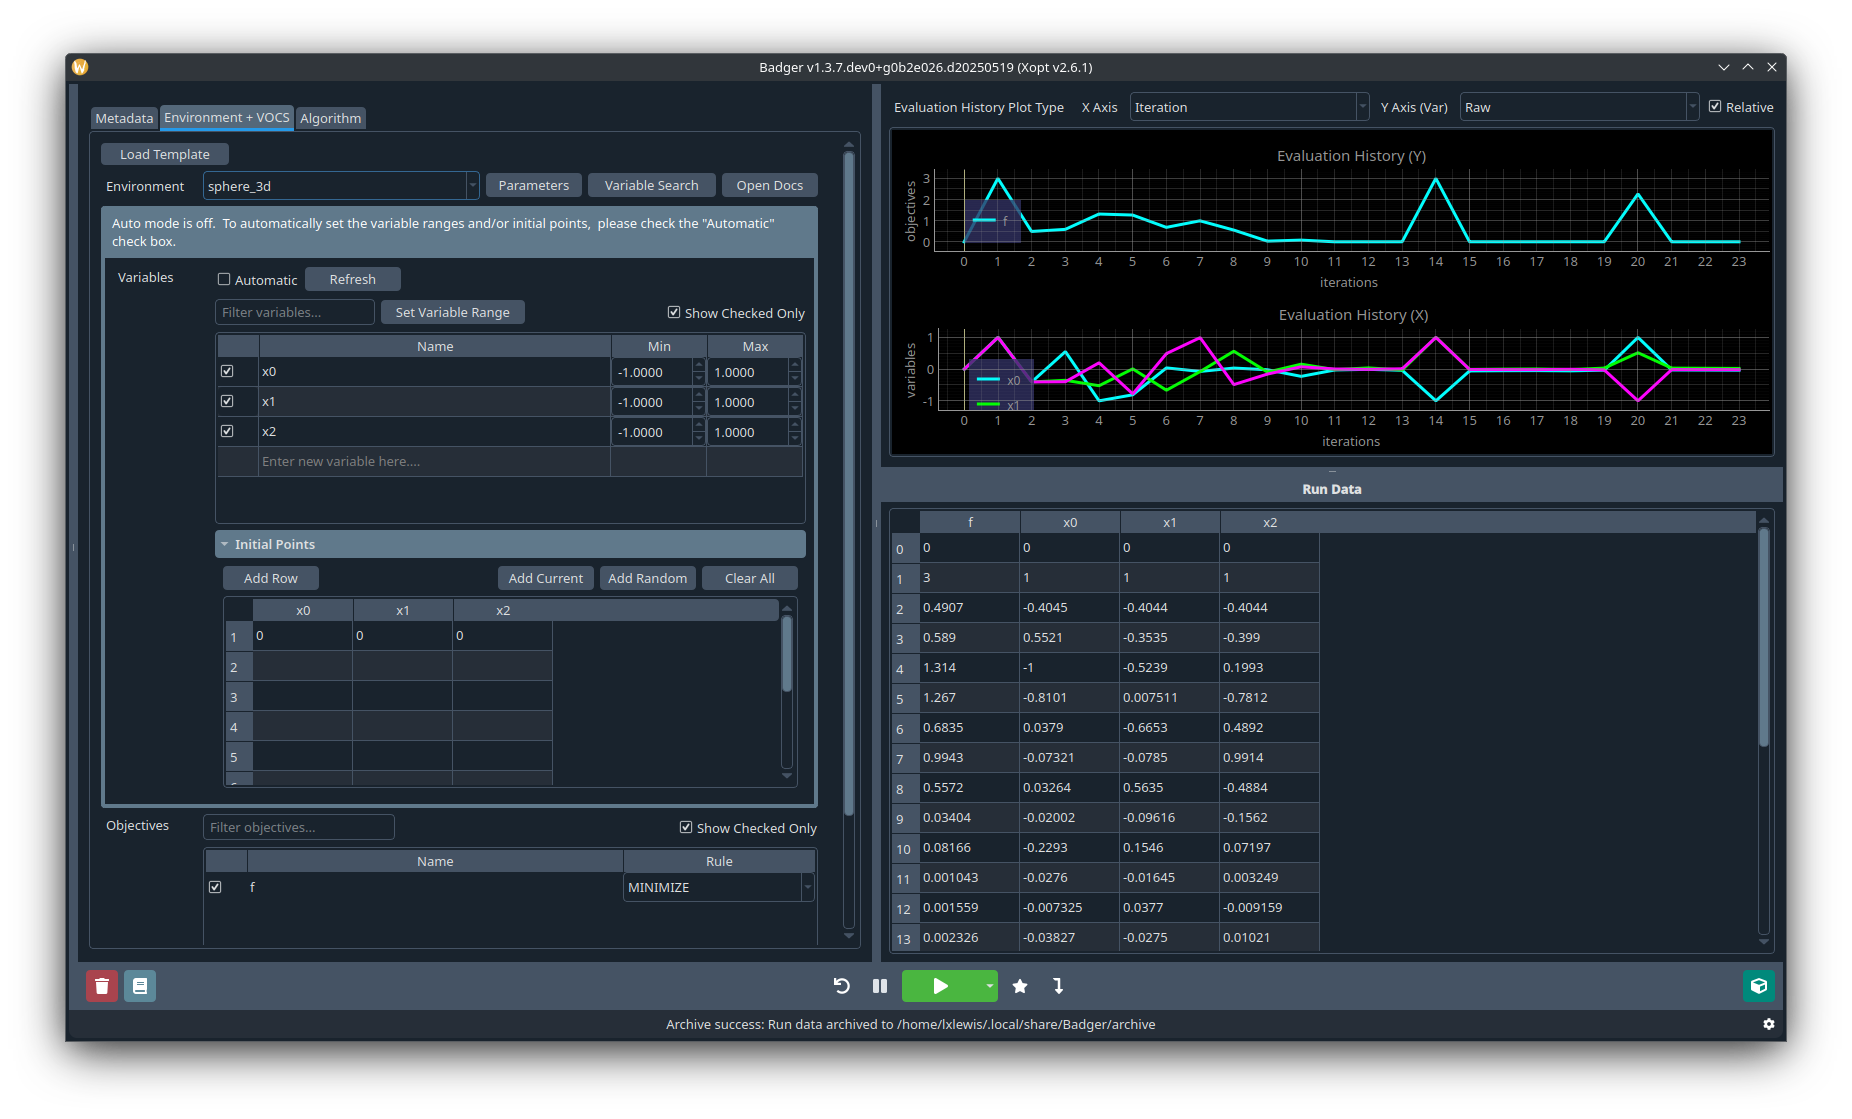 Badger v1.3.7.dev0+g0b2e026.d20250519 (Xopt v2.6.1)
Metadata Environment + VOCS Algorithm
Load Template
Environment sphere_3d Parameters Variable Search Open Docs
Auto mode is off. To automatically set the variable ranges and/or initial points, please check the "Automatic"
check box.
Variables Automatic Refresh
Filter variables... Set Variable Range Show Checked Only
Name Min Max
x0 -1.0000 1.0000
x1 -1.0000 1.0000
x2 -1.0000 1.0000
Enter new variable here....
Initial Points
Add Row Add Current Add Random Clear All
x0 x1 x2
1 0 0 0
2
3
4
5
Objectives Filter objectives... Show Checked Only
Name Rule
f MINIMIZE
Evaluation History Plot Type X Axis Iteration Y Axis (Var) Raw Relative
Evaluation History (Y)
objectives
3
2
1
0
f
0 1 2 3 4 5 6 7 8 9 10 11 12 13 14 15 16 17 18 19 20 21 22 23
iterations
Evaluation History (X)
variables
1
0
-1
x0
x1
0 1 2 3 4 5 6 7 8 9 10 11 12 13 14 15 16 17 18 19 20 21 22 23
iterations
Run Data
f x0 x1 x2
0 0 0 0 0
1 3 1 1 1
2 0.4907 -0.4045 -0.4044 -0.4044
3 0.589 0.5521 -0.3535 -0.399
4 1.314 -1 -0.5239 0.1993
5 1.267 -0.8101 0.007511 -0.7812
6 0.6835 0.0379 -0.6653 0.4892
7 0.9943 -0.07321 -0.0785 0.9914
8 0.5572 0.03264 0.5635 -0.4884
9 0.03404 -0.02002 -0.09616 -0.1562
10 0.08166 -0.2293 0.1546 0.07197
11 0.001043 -0.0276 -0.01645 0.003249
12 0.001559 -0.007325 0.0377 -0.009159
13 0.002326 -0.03827 -0.0275 0.01021
Archive success: Run data archived to /home/lxlewis/.local/share/Badger/archive